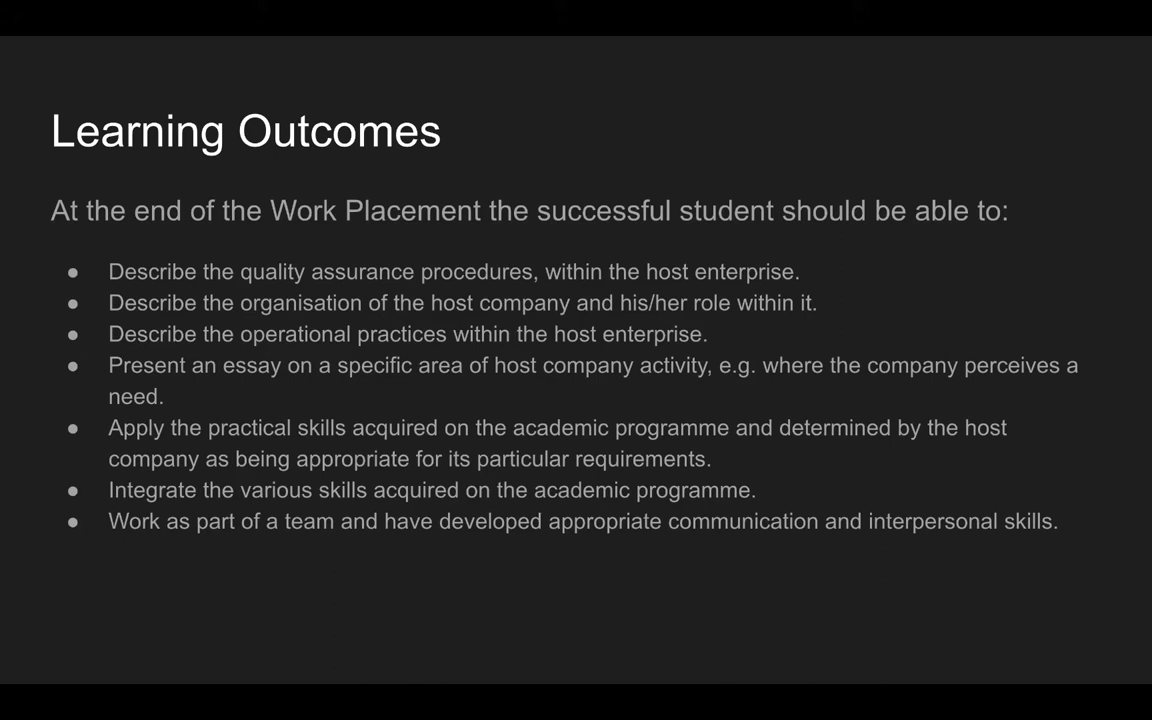 Learning Outcomes
At the end of the Work Placement the successful student should be able to:
● Describe the quality assurance procedures, within the host enterprise.
● Describe the organisation of the host company and his/her role within it.
● Describe the operational practices within the host enterprise.
● Present an essay on a specific area of host company activity, e.g. where the company perceives a
need.
● Apply the practical skills acquired on the academic programme and determined by the host
company as being appropriate for its particular requirements.
● Integrate the various skills acquired on the academic programme.
● Work as part of a team and have developed appropriate communication and interpersonal skills.